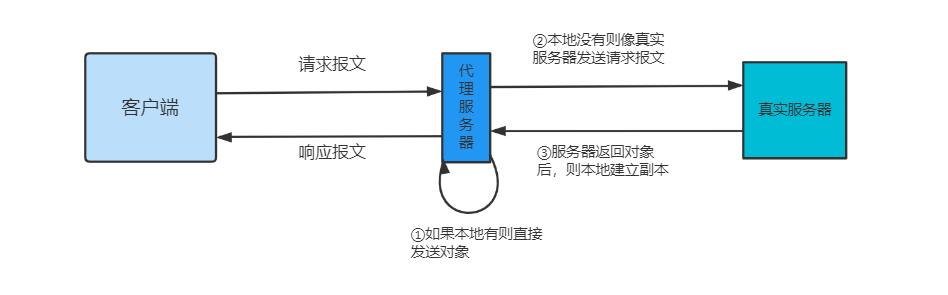 客户端
请求报文
响应报文
代理服务器
②本地没有则像真实
服务器发送请求报文
真实服务器
③服务器返回对象
后，则本地建立副本
①如果本地有则直接
发送对象